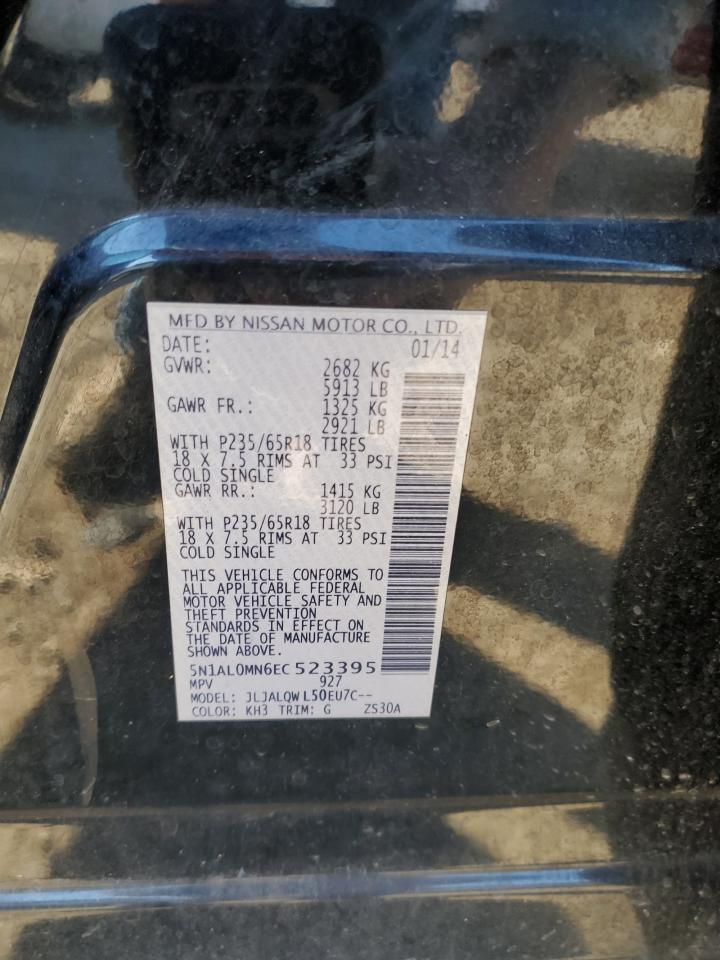 MFD BY NISSAN MOTOR CO., LTD.
DATE: 01/14
GVWR: 2682 KG
5913 LB
GAWR FR.: 1325 KG
2921 LB
WITH P235/65R18 TIRES
18 X 7.5 RIMS AT 33 PSI
COLD SINGLE
GAWR RR.: 1415 KG
3120 LB
WITH P235/65R18 TIRES
18 X 7.5 RIMS AT 33 PSI
COLD SINGLE
THIS VEHICLE CONFORMS TO
ALL APPLICABLE FEDERAL
MOTOR VEHICLE SAFETY AND
THEFT PREVENTION
STANDARDS IN EFFECT ON
THE DATE OF MANUFACTURE
SHOWN ABOVE.
5N1AL0MN6EC523395
MPV 927
MODEL: JLJALQWL50EU7C--
COLOR: KH3 TRIM: G ZS30A